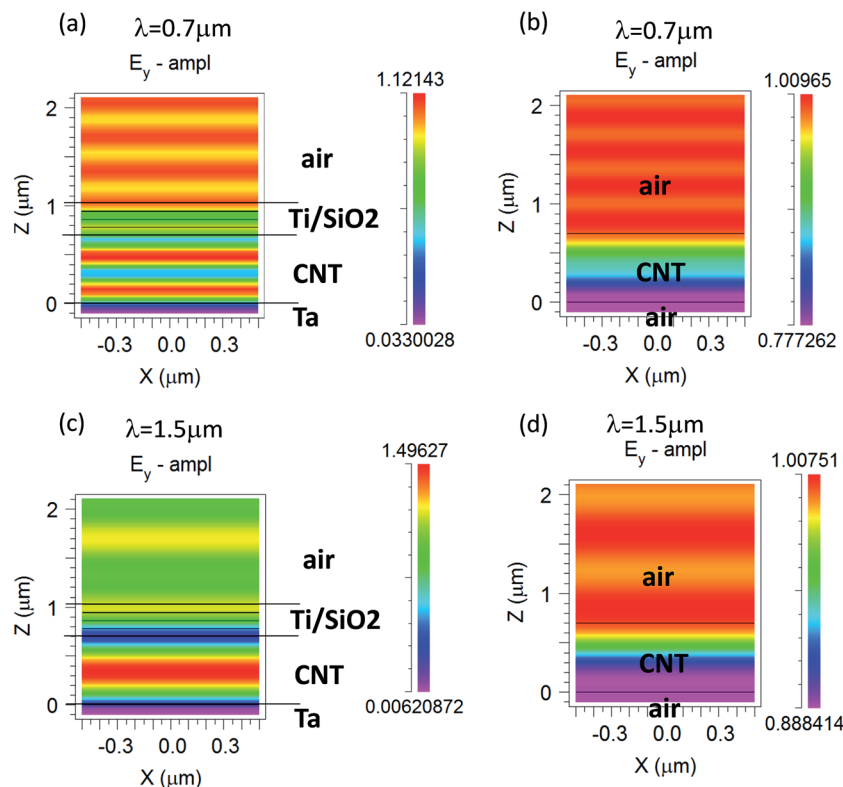 (a)
λ=0.7μm
E_y - ampl
1.12143
2
1
0
Z (μm)
air
Ti/SiO2
CNT
Ta
0.0330028
-0.3 0.0 0.3
X (μm)
(b)
λ=0.7μm
E_y - ampl
1.00965
2
1
0
Z (μm)
air
CNT
air
0.777262
-0.3 0.0 0.3
X (μm)
(c)
λ=1.5μm
E_y - ampl
1.49627
2
1
0
Z (μm)
air
Ti/SiO2
CNT
Ta
0.00620872
-0.3 0.0 0.3
X (μm)
(d)
λ=1.5μm
E_y - ampl
1.00751
2
1
0
Z (μm)
air
CNT
air
0.888414
-0.3 0.0 0.3
X (μm)